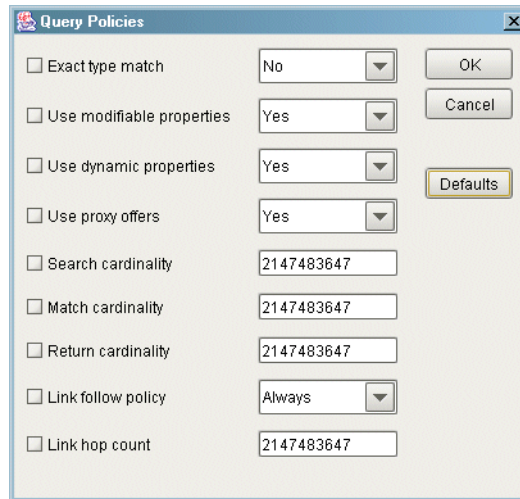 Query Policies
Exact type match No OK
Use modifiable properties Yes Cancel
Use dynamic properties Yes Defaults
Use proxy offers Yes
Search cardinality 2147483647
Match cardinality 2147483647
Return cardinality 2147483647
Link follow policy Always
Link hop count 2147483647